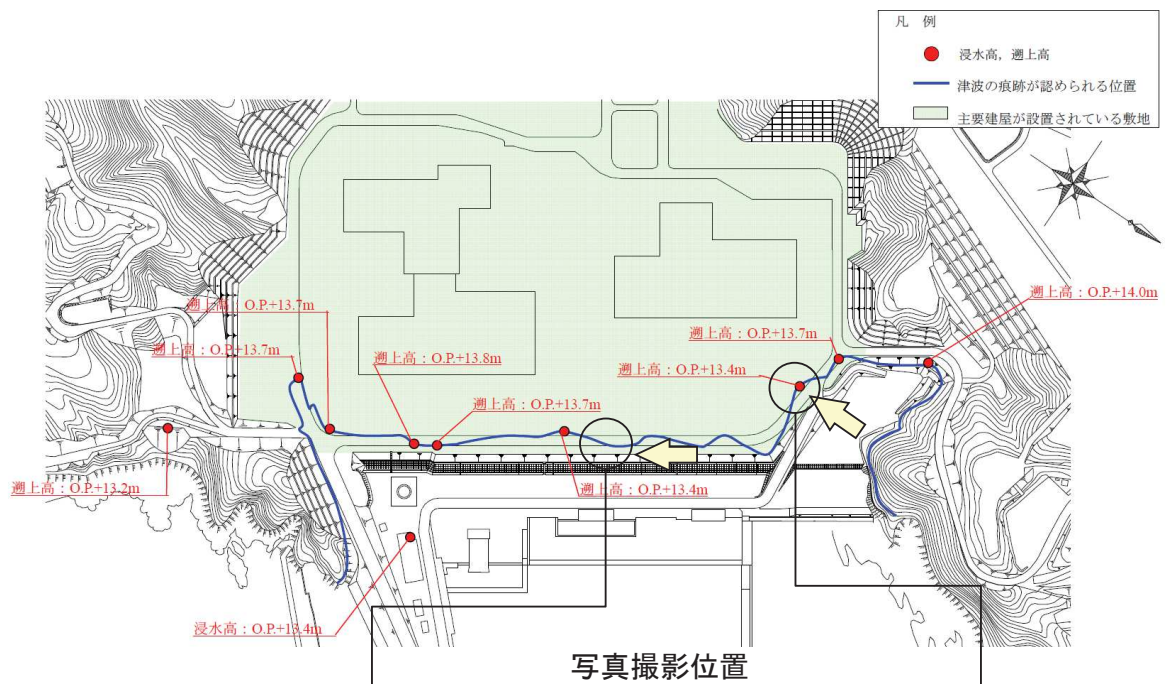 凡 例
浸水高，遡上高
津波の痕跡が認められる位置
主要建屋が設置されている敷地
遡上高：O.P.+14.0m
遡上高：O.P.+13.7m
遡上高：O.P.+13.7m
遡上高：O.P.+13.7m
遡上高：O.P.+13.8m
遡上高：O.P.+13.4m
遡上高：O.P.+13.7m
遡上高：O.P.+13.2m
遡上高：O.P.+13.4m
浸水高：O.P.+13.4m
写真撮影位置